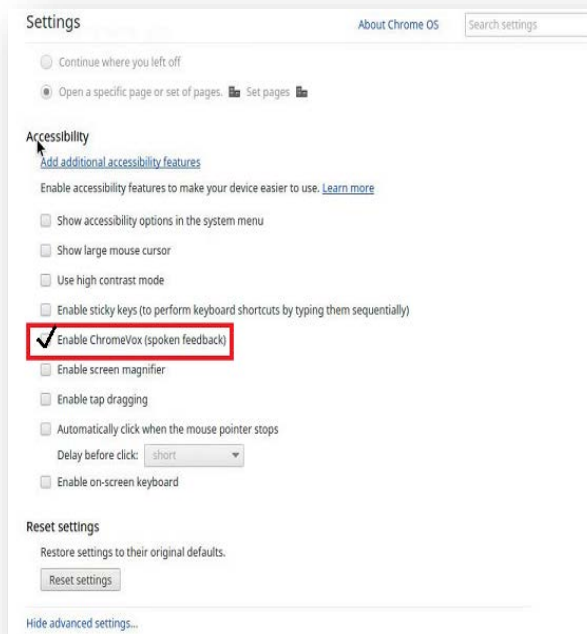 Settings
About Chrome OS
Search settings
Continue where you left off
Open a specific page or set of pages. Set pages
Accessibility
Add additional accessibility features
Enable accessibility features to make your device easier to use. Learn more
Show accessibility options in the system menu
Show large mouse cursor
Use high contrast mode
Enable sticky keys (to perform keyboard shortcuts by typing them sequentially)
Enable ChromeVox (spoken feedback)
Enable screen magnifier
Enable tap dragging
Automatically click when the mouse pointer stops
Delay before click: short
Enable on-screen keyboard
Reset settings
Restore settings to their original defaults.
Reset settings
Hide advanced settings...